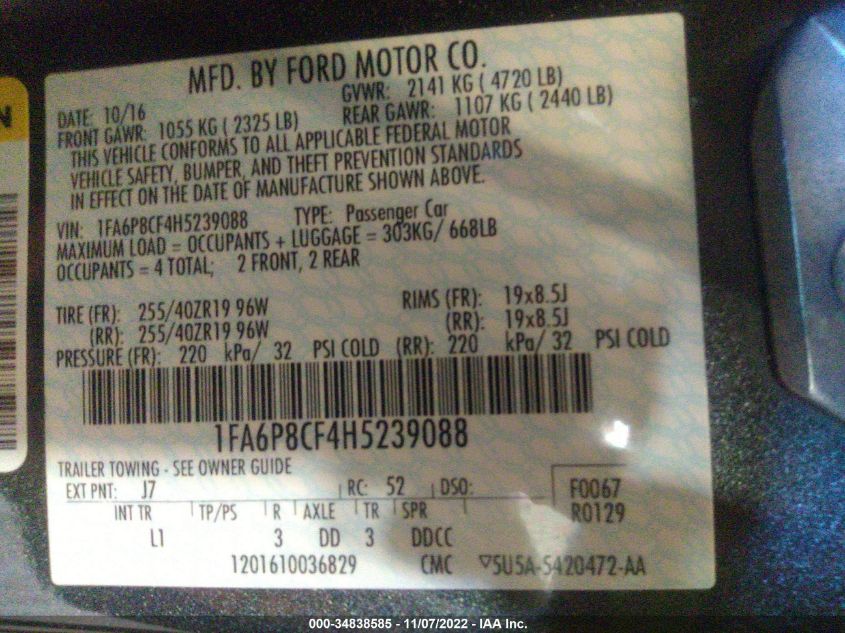 MFD. BY FORD MOTOR CO.
DATE: 10/16
GVWR: 2141 KG ( 4720 LB)
FRONT GAWR: 1055 KG ( 2325 LB)
REAR GAWR: 1107 KG ( 2440 LB)
THIS VEHICLE CONFORMS TO ALL APPLICABLE FEDERAL MOTOR
VEHICLE SAFETY, BUMPER, AND THEFT PREVENTION STANDARDS
IN EFFECT ON THE DATE OF MANUFACTURE SHOWN ABOVE.
VIN: 1FA6P8CF4H5239088 TYPE: Passenger Car
MAXIMUM LOAD = OCCUPANTS + LUGGAGE = 303KG/ 668LB
OCCUPANTS = 4 TOTAL; 2 FRONT, 2 REAR
TIRE (FR): 255/40ZR19 96W RIMS (FR): 19x8.5J
(RR): 255/40ZR19 96W (RR): 19x8.5J
PRESSURE (FR): 220 kPa/ 32 PSI COLD (RR): 220 kPa/ 32 PSI COLD
1FA6P8CF4H5239088
TRAILER TOWING - SEE OWNER GUIDE
EXT PNT: J7 RC: 52 DSO: F0067
INT TR TP/PS R AXLE TR SPR R0129
L1 3 DD 3 DDCC
1201610036829 CMC ▽5U5A-5420472-AA
N
000-34838585 - 11/07/2022 - IAA Inc.